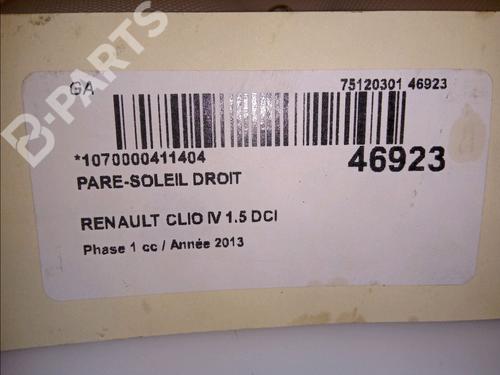 GA 75120301 46923
*1070000411404 46923
PARE-SOLEIL DROIT
RENAULT CLIO IV 1.5 DCI
Phase 1 cc / Année 2013
B-PARTS